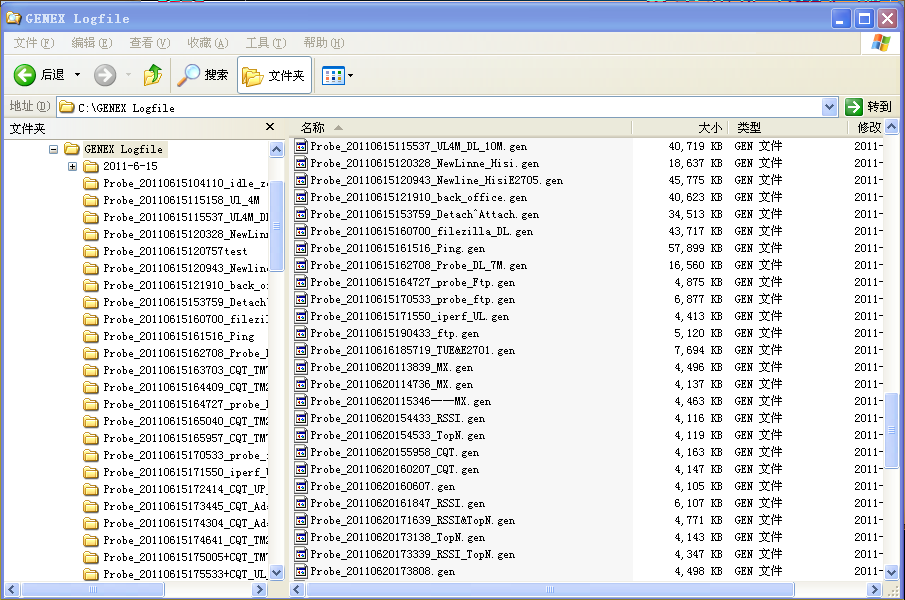 GENEX Logfile
文件(F) 编辑(E) 查看(V) 收藏(A) 工具(T) 帮助(H)
后退 搜索 文件夹
地址(D) C:\GENEX Logfile 转到
文件夹
GENEX Logfile
2011-6-15
Probe_20110615104110_idle_z
Probe_20110615115158_Ul_4M
Probe_20110615115537_UL4M_D
Probe_20110615120328_NewLin
Probe_20110615120757test
Probe_20110615120943_Newlin
Probe_20110615121910_back_o
Probe_20110615153759_Detach
Probe_20110615160700_filezi
Probe_20110615161516_Ping
Probe_20110615162708_Probe_
Probe_20110615163703_CQT_TM
Probe_20110615164409_CQT_TM
Probe_20110615164727_probe_
Probe_20110615165040_CQT_TM
Probe_20110615165957_CQT_TM
Probe_20110615170533_probe_
Probe_20110615171550_iperf_
Probe_20110615172414_CQT_UP
Probe_20110615173445_CQT_Ad
Probe_20110615174304_CQT_Ad
Probe_20110615174641_CQT_TM
Probe_20110615175005+CQT_TM
Probe_20110615175533+CQT_UL
名称 大小 类型 修改
Probe_20110615115537_UL4M_DL_10M.gen 40,719 KB GEN 文件 2011-
Probe_20110615120328_NewLinne_Hisi.gen 18,637 KB GEN 文件 2011-
Probe_20110615120943_Newline_HisiE2705.gen 45,775 KB GEN 文件 2011-
Probe_20110615121910_back_office.gen 40,623 KB GEN 文件 2011-
Probe_20110615153759_Detach^Attach.gen 34,513 KB GEN 文件 2011-
Probe_20110615160700_filezilla_DL.gen 43,717 KB GEN 文件 2011-
Probe_20110615161516_Ping.gen 57,899 KB GEN 文件 2011-
Probe_20110615162708_Probe_DL_7M.gen 16,560 KB GEN 文件 2011-
Probe_20110615164727_probe_Ftp.gen 4,875 KB GEN 文件 2011-
Probe_20110615170533_probe_ftp.gen 6,877 KB GEN 文件 2011-
Probe_20110615171550_iperf_UL.gen 4,413 KB GEN 文件 2011-
Probe_20110615190433_ftp.gen 5,120 KB GEN 文件 2011-
Probe_20110616185719_TUE&E2701.gen 7,694 KB GEN 文件 2011-
Probe_20110620113839_MX.gen 4,496 KB GEN 文件 2011-
Probe_20110620114736_MX.gen 4,137 KB GEN 文件 2011-
Probe_20110620115346——MX.gen 4,463 KB GEN 文件 2011-
Probe_20110620154433_RSSI.gen 4,116 KB GEN 文件 2011-
Probe_20110620154533_TopN.gen 4,119 KB GEN 文件 2011-
Probe_20110620155958_CQT.gen 4,163 KB GEN 文件 2011-
Probe_20110620160207_CQT.gen 4,147 KB GEN 文件 2011-
Probe_20110620160607.gen 4,105 KB GEN 文件 2011-
Probe_20110620161847_RSSI.gen 6,107 KB GEN 文件 2011-
Probe_20110620171639_RSSI&TopN.gen 4,771 KB GEN 文件 2011-
Probe_20110620173138_TopN.gen 4,143 KB GEN 文件 2011-
Probe_20110620173339_RSSI_TopN.gen 4,347 KB GEN 文件 2011-
Probe_20110620173808.gen 4,498 KB GEN 文件 2011-